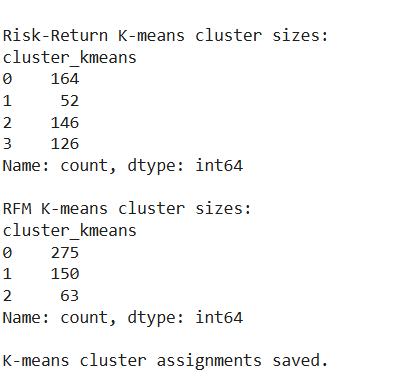 Risk-Return K-means cluster sizes:
cluster_kmeans
0    164
1     52
2    146
3    126
Name: count, dtype: int64

RFM K-means cluster sizes:
cluster_kmeans
0    275
1    150
2     63
Name: count, dtype: int64

K-means cluster assignments saved.